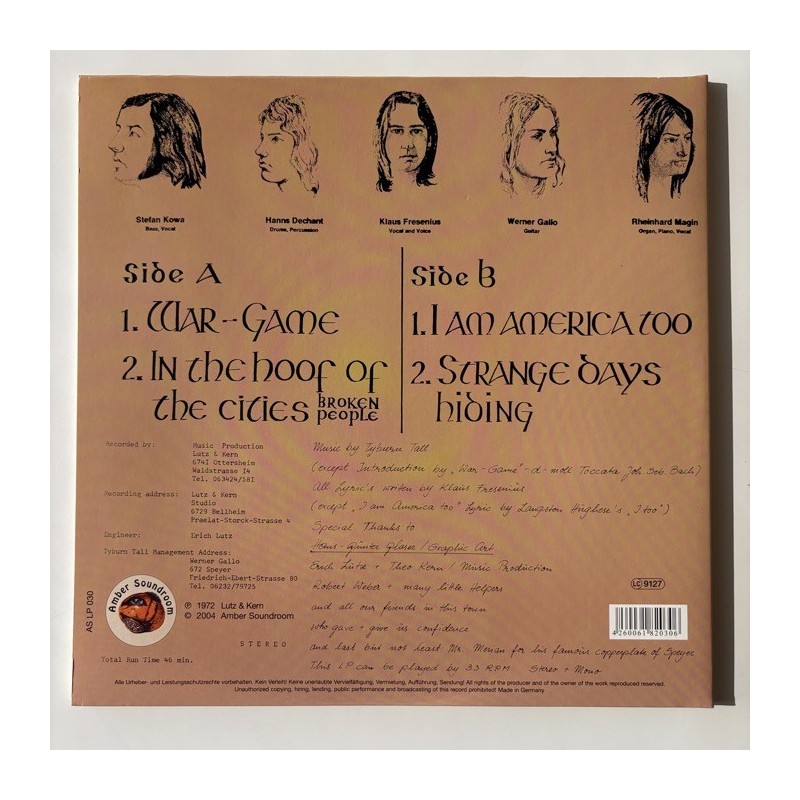 Stefan Kowa
Bass, Vocal
Hanns Dechant
Drums, Percussion
Klaus Fresenius
Vocal and Voice
Werner Gallo
Guitar
Rheinhard Magin
Organ, Piano, Vocal
Side A
1. War-Game
2. In the hoof of
the cities BROKEN people
Side B
1. I AM AMERICA too
2. Strange days
hiding
Recorded by: Music Production
Lutz & Kern
6741 Ottersheim
Waldstrasse I4
Tel. 063424/58I
Recording address: Lutz & Kern
Studio
6729 Bellheim
Praelat-Storck-Strasse 4
Engineer: Erich Lutz
Tyburn Tall Management Address:
Werner Gallo
672 Speyer
Friedrich-Ebert-Strasse 80
Tel. 06232/79725
Amber Soundroom
AS LP 030
℗ 1972 Lutz & Kern
© 2004 Amber Soundroom
STEREO
Total Run Time 46 min.
Music by Tyburn Tall
(except Introduction by „War-Game"-d-moll Toccata Joh. Seb. Bach)
All Lyric's writen by Klaus Fresenius
(except „I am America too" Lyric by Langston Hughese's „I too")
Special Thanks to
Hans-Günter Glaser / Graphic Art
Erich Lutz + Theo Kern / Music Production
Robert Weber + many little Helpers
and all our friends in this town
who gave + give us confidence
and last but not least Mr. Merian for his famous copperplate of Speyer
This LP can be played by 33 RPM Stereo + Mono
LC 9127
4 260061 820306
Alle Urheber- und Leistungsschutzrechte vorbehalten. Kein Verleih! Keine unerlaubte Vervielfältigung, Vermietung, Aufführung, Sendung! All rights of the producer and of the owner of the work reproduced reserved.
Unauthorized copying, hiring, lending, public performance and broadcasting of this record prohibited! Made in Germany